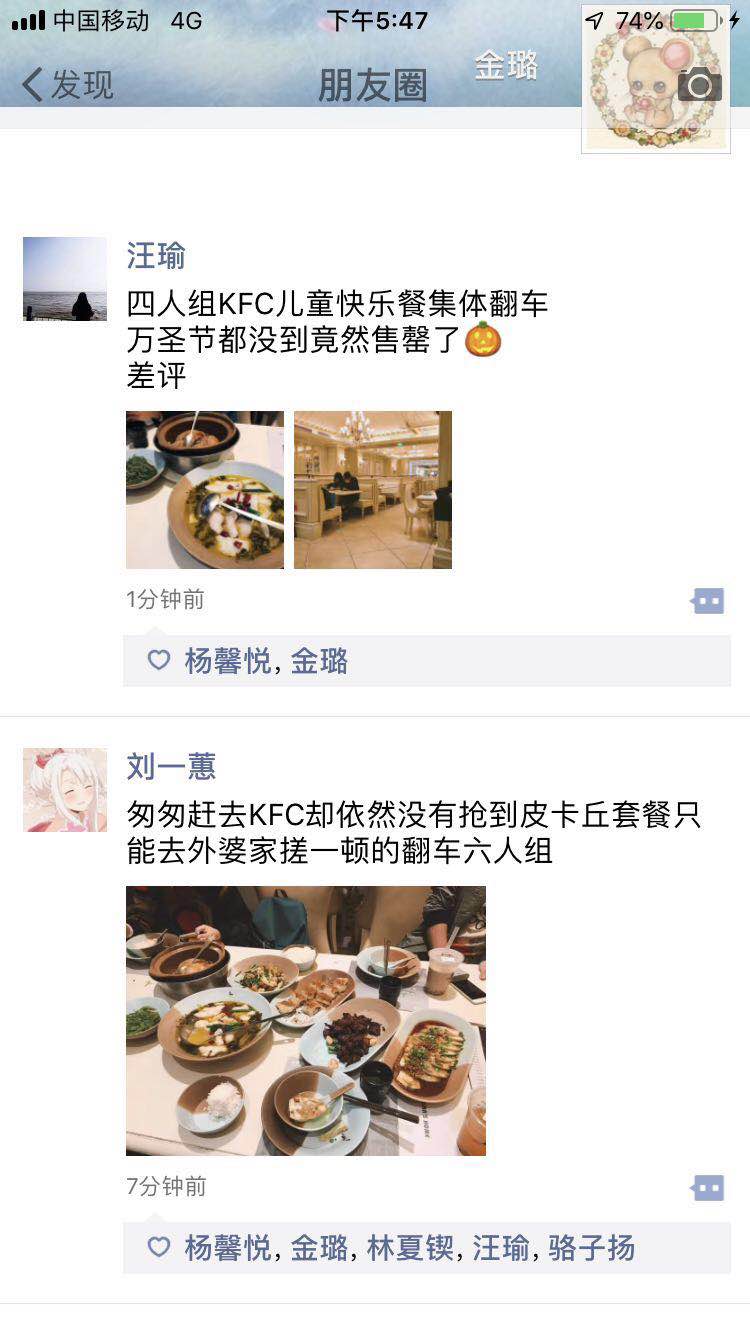 中国移动 4G 下午5:47 74%
发现 朋友圈 金璐
汪瑜
四人组KFC儿童快乐餐集体翻车
万圣节都没到竟然售罄了🎃
差评
1分钟前
杨馨悦, 金璐
刘一蕙
匆匆赶去KFC却依然没有抢到皮卡丘套餐只
能去外婆家搓一顿的翻车六人组
7分钟前
杨馨悦, 金璐, 林夏锲, 汪瑜, 骆子扬